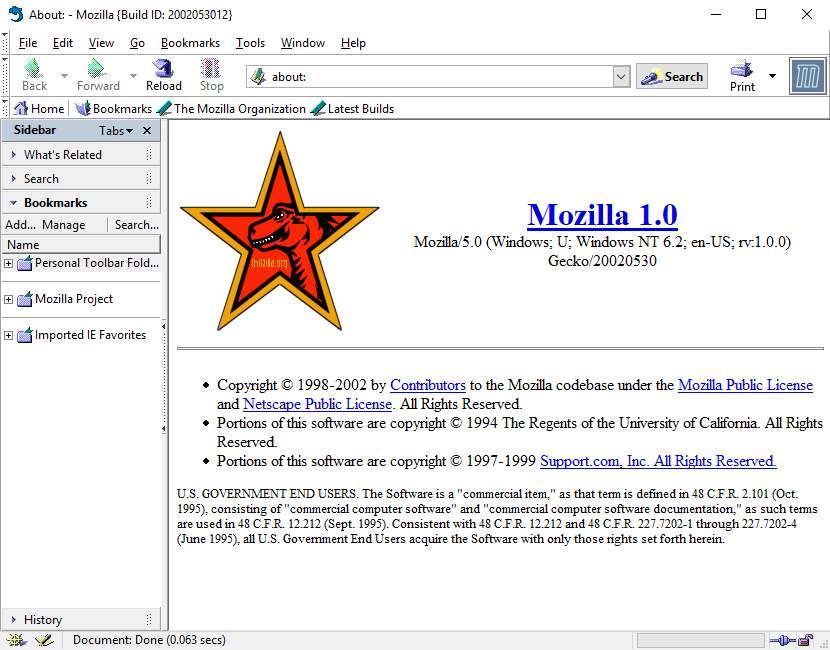 About: - Mozilla {Build ID: 2002053012}
File Edit View Go Bookmarks Tools Window Help
Back Forward Reload Stop about: Search Print
Home Bookmarks The Mozilla Organization Latest Builds
Sidebar Tabs
What's Related
Search
Bookmarks
Add... Manage Search...
Name
Personal Toolbar Fold...
Mozilla Project
Imported IE Favorites
History
mozilla.org
Mozilla 1.0
Mozilla/5.0 (Windows; U; Windows NT 6.2; en-US; rv:1.0.0)
Gecko/20020530
Copyright © 1998-2002 by Contributors to the Mozilla codebase under the Mozilla Public License
and Netscape Public License. All Rights Reserved.
Portions of this software are copyright © 1994 The Regents of the University of California. All Rights
Reserved.
Portions of this software are copyright © 1997-1999 Support.com, Inc. All Rights Reserved.
U.S. GOVERNMENT END USERS. The Software is a "commercial item," as that term is defined in 48 C.F.R. 2.101 (Oct.
1995), consisting of "commercial computer software" and "commercial computer software documentation," as such terms
are used in 48 C.F.R. 12.212 (Sept. 1995). Consistent with 48 C.F.R. 12.212 and 48 C.F.R. 227.7202-1 through 227.7202-4
(June 1995), all U.S. Government End Users acquire the Software with only those rights set forth herein.
Document: Done (0.063 secs)